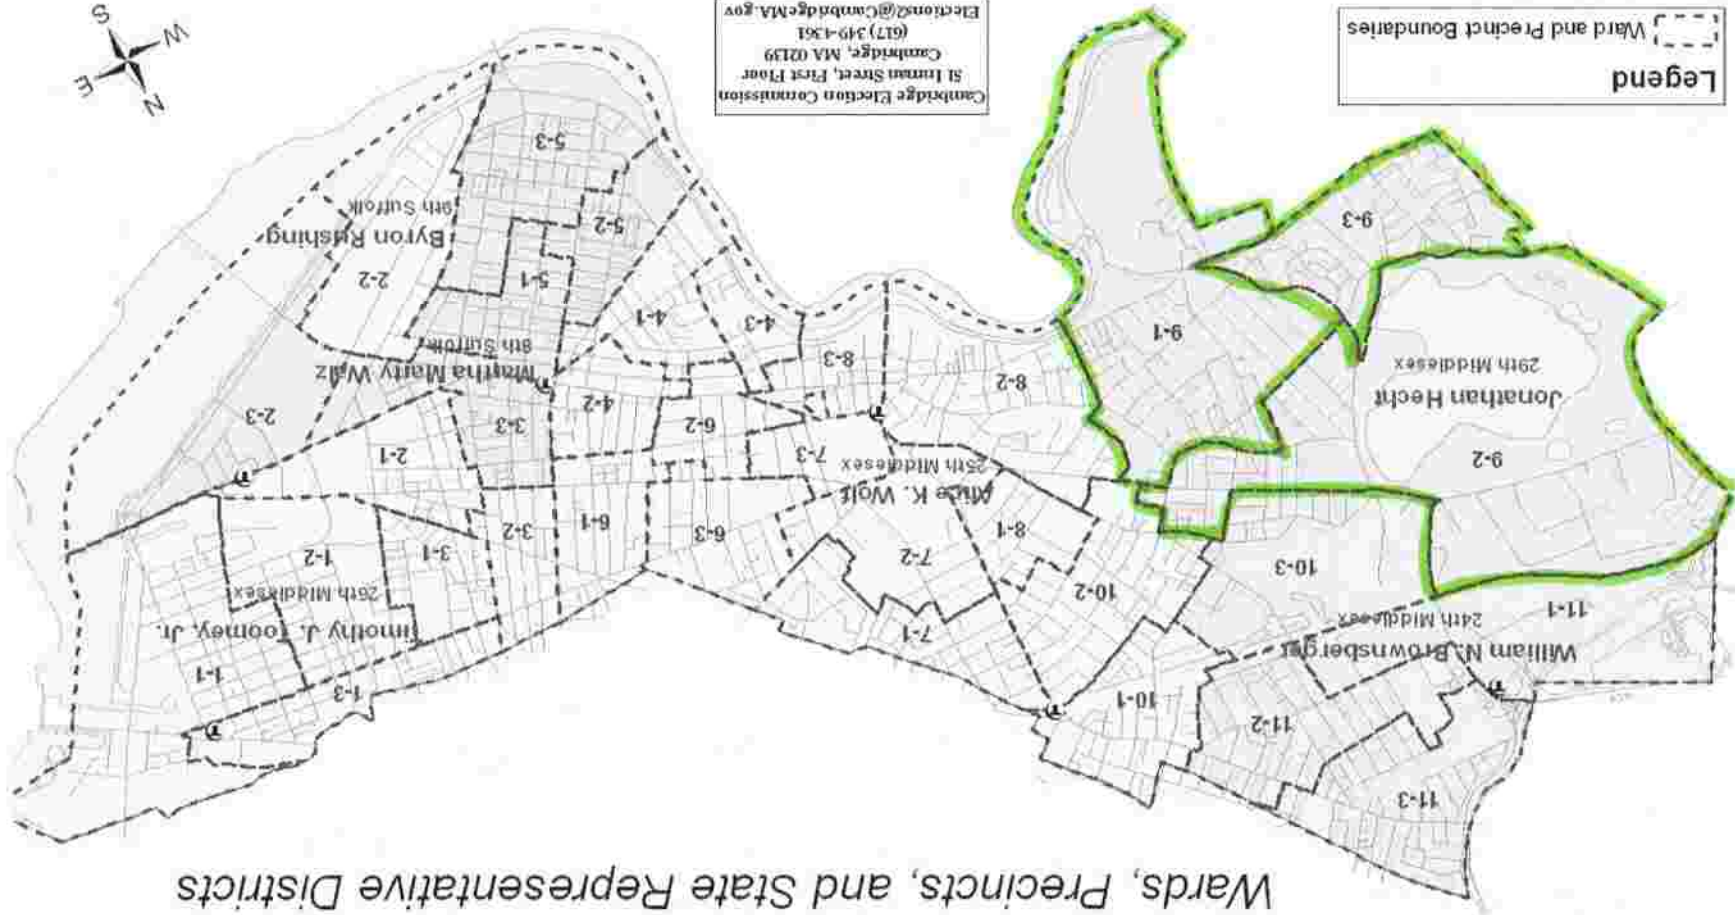 Wards, Precincts, and State Representative Districts
11-3
11-2
10-1
1-3
1-1
William N. Brownsberger
24th Middlesex
11-1
7-1
Timothy J. Toomey, Jr.
26th Middlesex
10-3
10-2
7-2
1-2
3-1
8-1
6-3
6-1
3-2
Alice K. Wolf
25th Middlesex
9-2
7-3
2-1
6-2
3-3
2-3
Jonathan Hecht
29th Middlesex
8-2
4-2
8-3
Martha Marty Walz
8th Suffolk
9-1
4-3
4-1
5-1
2-2
Byron Rushing
9th Suffolk
9-3
5-2
5-3
N
E
W
S
Legend
Ward and Precinct Boundaries
Cambridge Election Commission
51 Inman Street, First Floor
Cambridge, MA 02139
(617) 349-4361
Elections2@CambridgeMA.gov